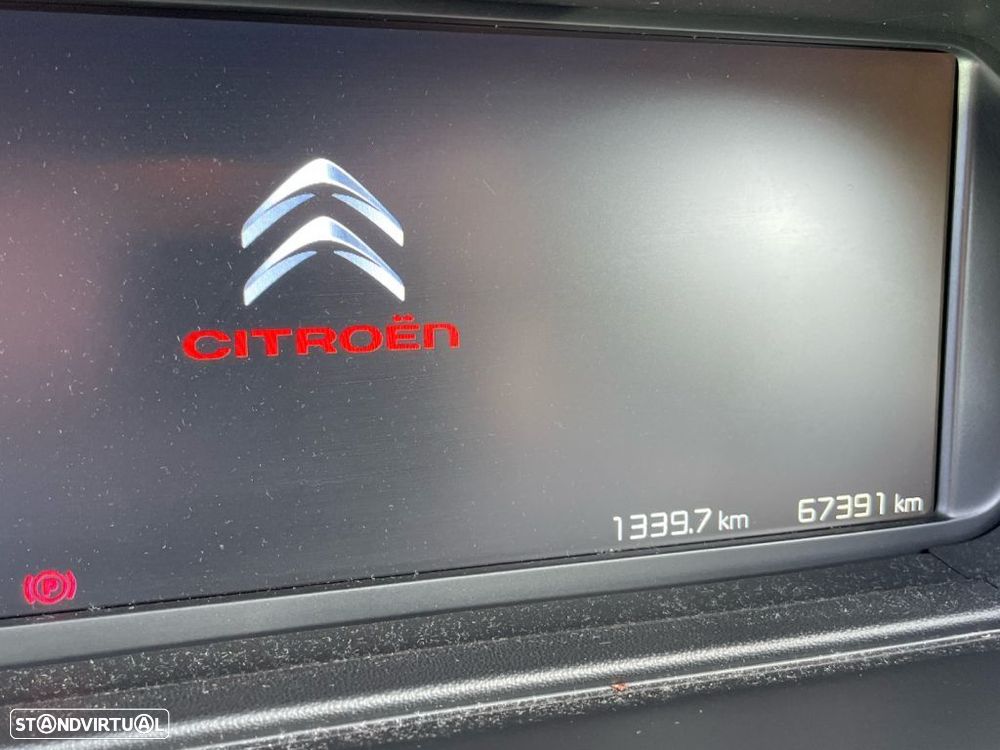 CITROËN
1339.7 km 67391 km
(P)
STANDVIRTUAL